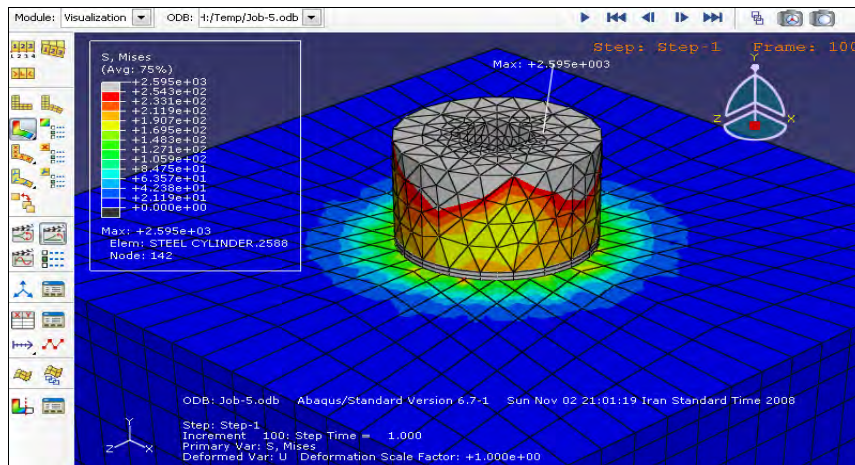 Module: Visualization ODB: H:/Temp/Job-5.odb
Step: Step-1 Frame: 100
S, Mises
(Avg: 75%)
+2.595e+03
+2.543e+02
+2.331e+02
+2.119e+02
+1.907e+02
+1.695e+02
+1.483e+02
+1.271e+02
+1.059e+02
+8.475e+01
+6.357e+01
+4.238e+01
+2.119e+01
+0.000e+00
Max: +2.595e+03
Elem: STEEL CYLINDER.2588
Node: 142
Max: +2.595e+003
Y
Z
X
ODB: Job-5.odb Abaqus/Standard Version 6.7-1 Sun Nov 02 21:01:19 Iran Standard Time 2008
Step: Step-1
Increment 100: Step Time = 1.000
Primary Var: S, Mises
Deformed Var: U Deformation Scale Factor: +1.000e+00
Y
Z
X